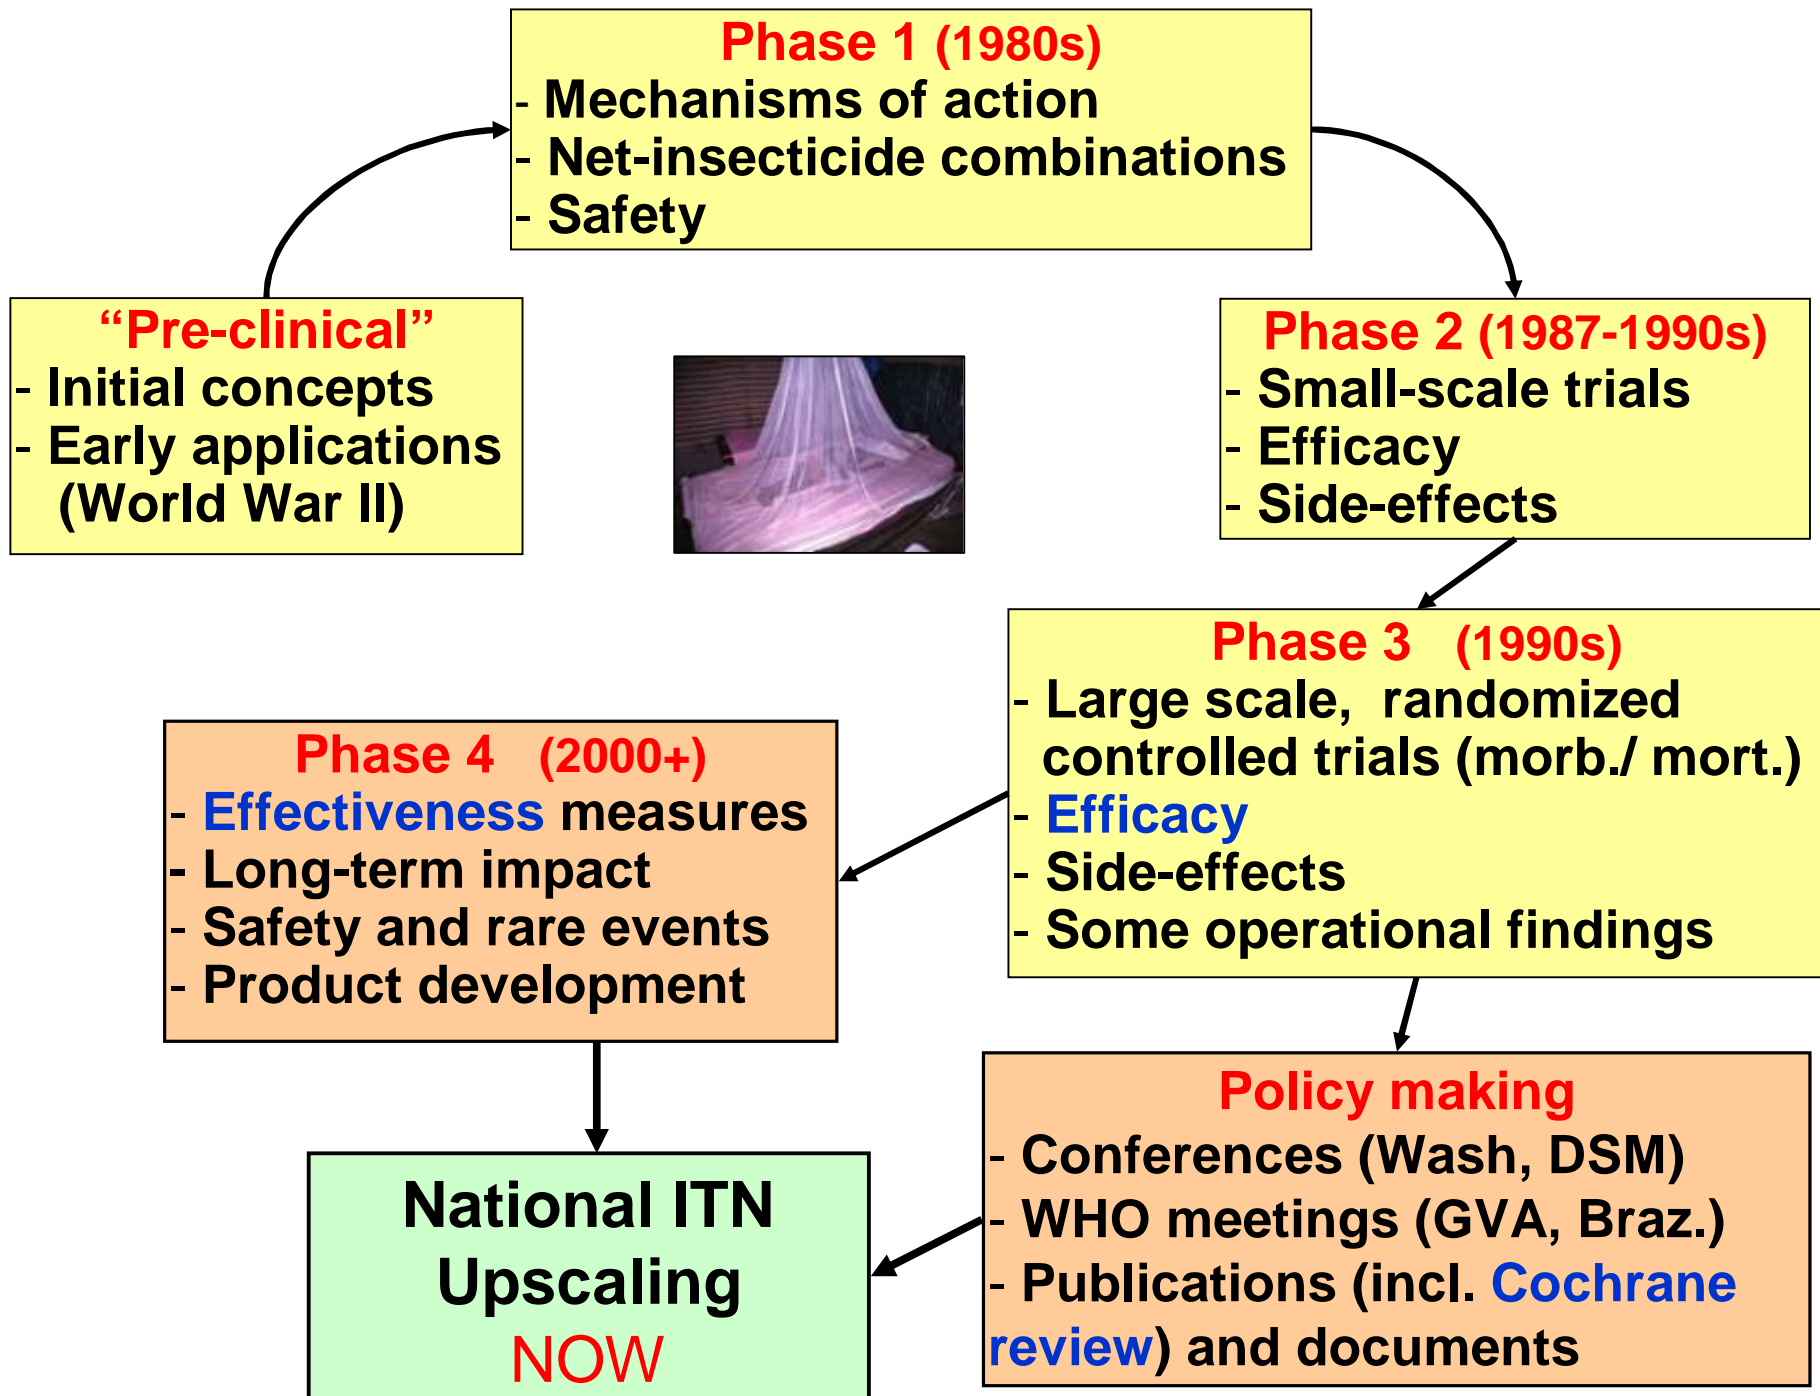 Phase 1 (1980s)
- Mechanisms of action
- Net-insecticide combinations
- Safety
“Pre-clinical”
- Initial concepts
- Early applications
(World War II)
Phase 2 (1987-1990s)
- Small-scale trials
- Efficacy
- Side-effects
Phase 3 (1990s)
- Large scale, randomized
controlled trials (morb./ mort.)
- Efficacy
- Side-effects
- Some operational findings
Phase 4 (2000+)
- Effectiveness measures
- Long-term impact
- Safety and rare events
- Product development
Policy making
- Conferences (Wash, DSM)
- WHO meetings (GVA, Braz.)
- Publications (incl. Cochrane
review) and documents
National ITN
Upscaling
NOW